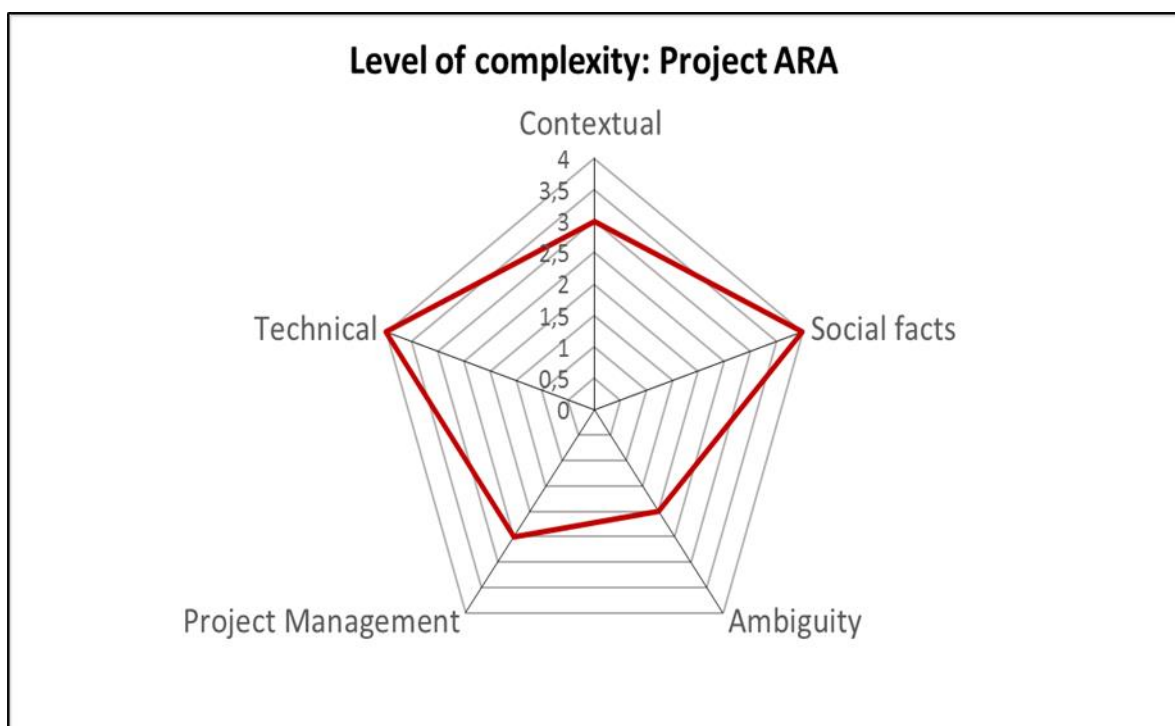 Level of complexity: Project ARA
Contextual
4
3,5
3
2,5
2
1,5
1
0,5
0
Technical
Social facts
Project Management
Ambiguity